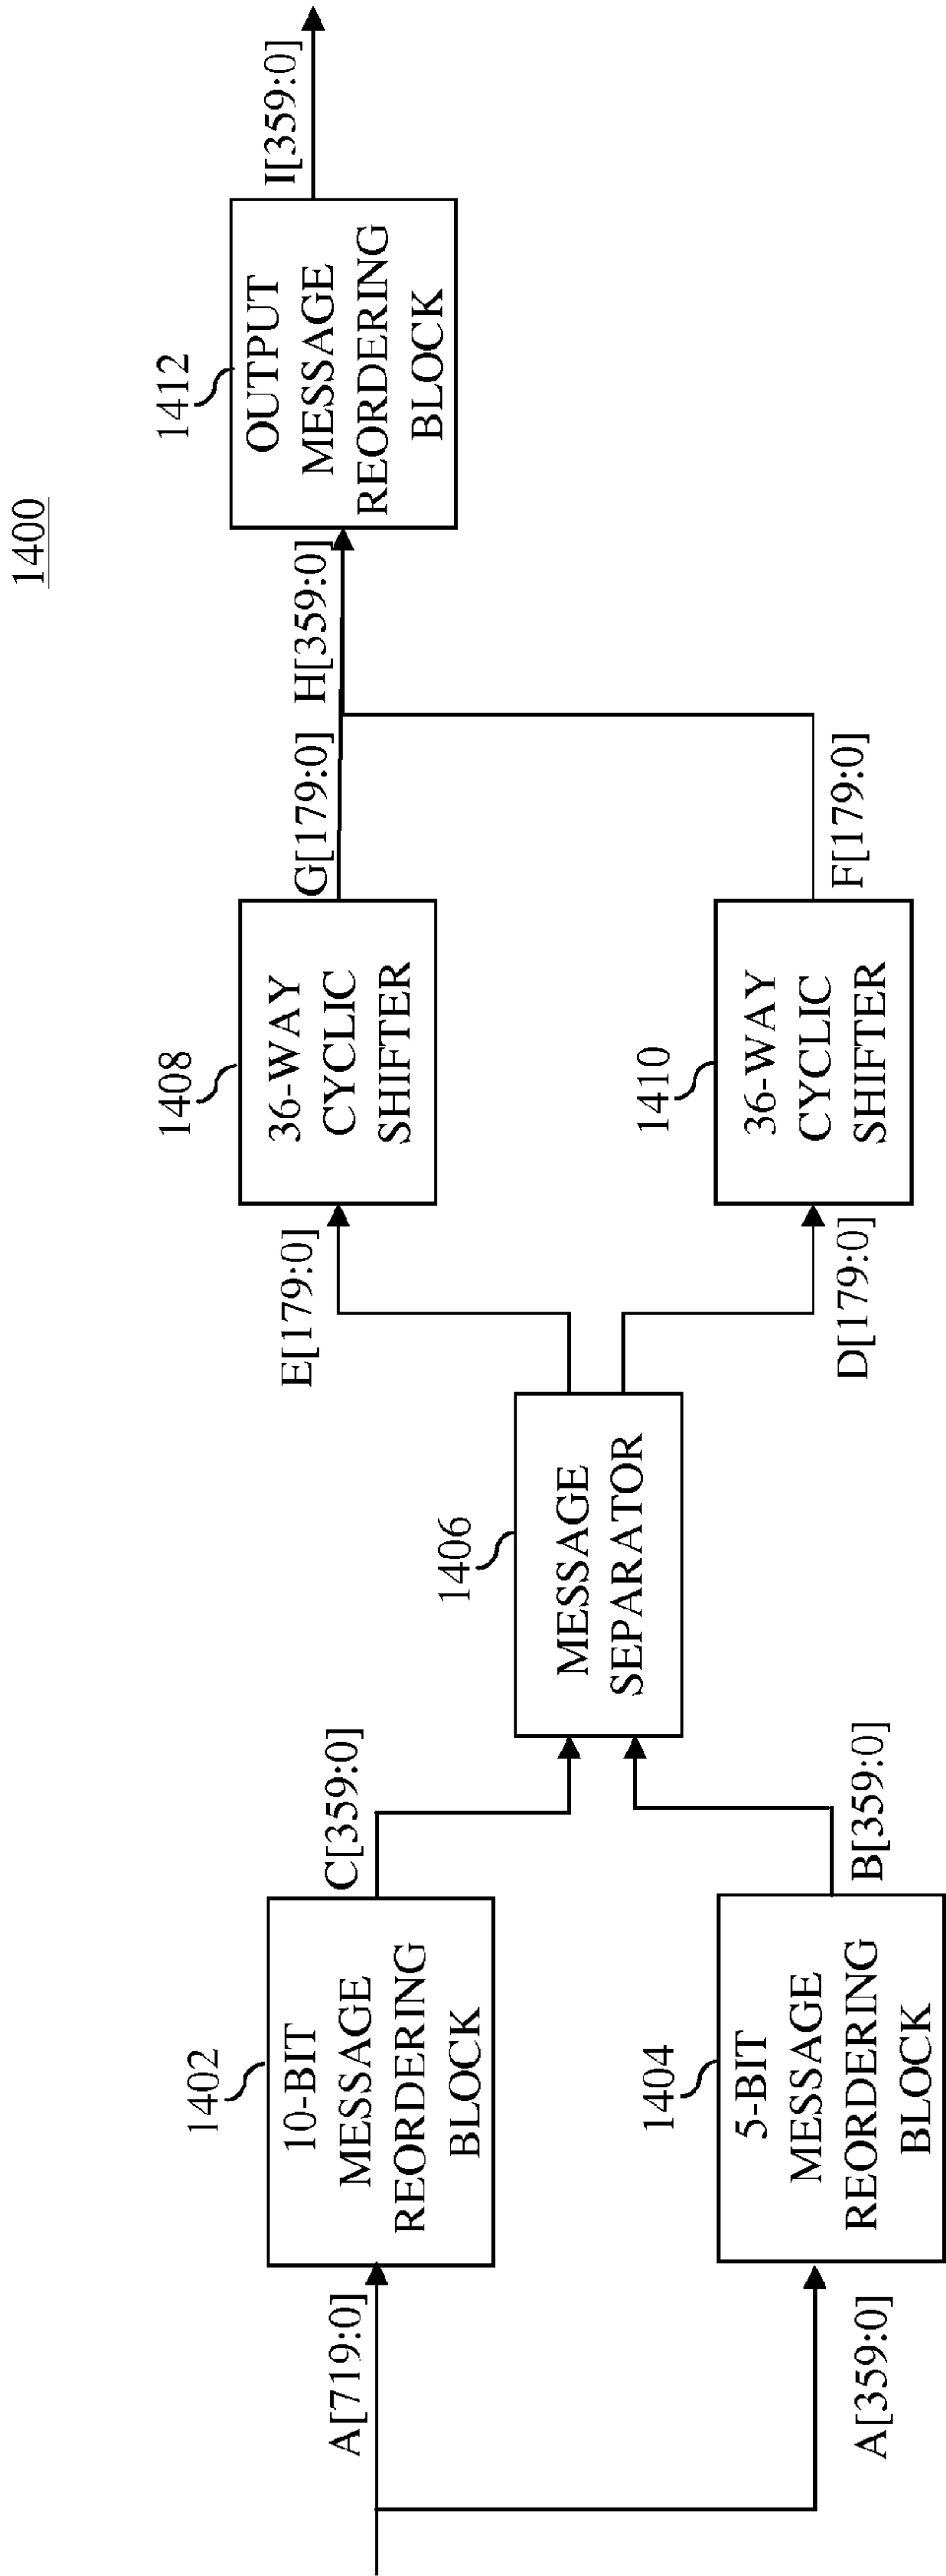 1400
A[719:0]
1402
10-BIT
MESSAGE
REORDERING
BLOCK
C[359:0]
A[359:0]
1404
5-BIT
MESSAGE
REORDERING
BLOCK
B[359:0]
1406
MESSAGE
SEPARATOR
E[179:0]
1408
36-WAY
CYCLIC
SHIFTER
G[179:0]
D[179:0]
1410
36-WAY
CYCLIC
SHIFTER
F[179:0]
H[359:0]
1412
OUTPUT
MESSAGE
REORDERING
BLOCK
I[359:0]